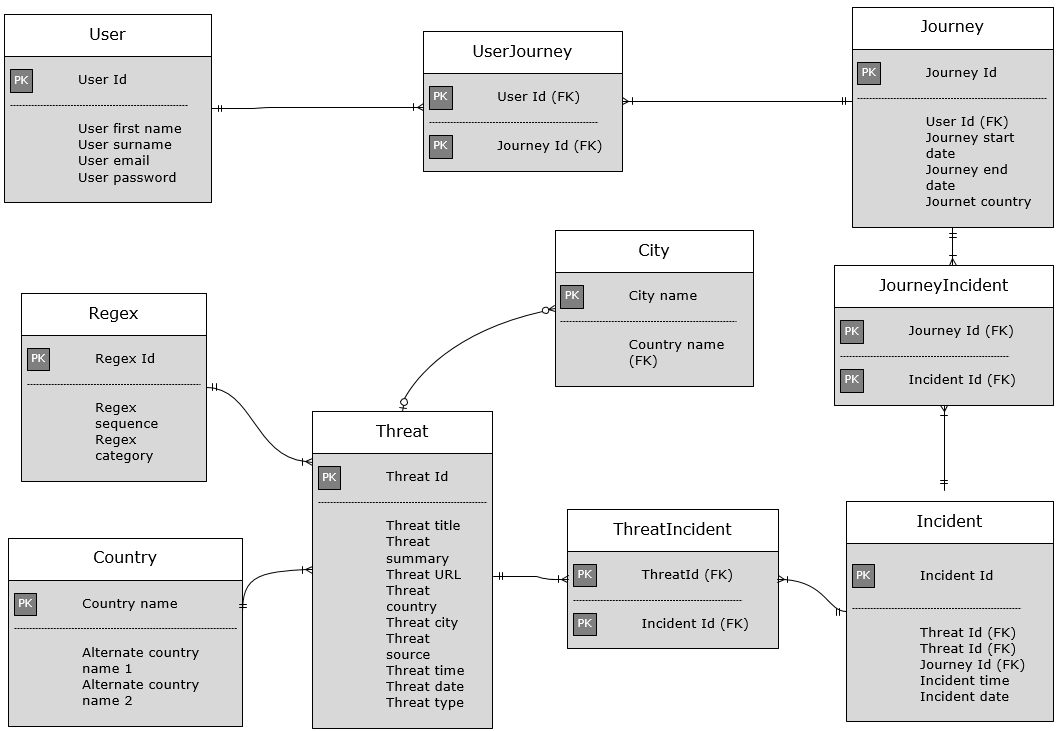 User
PK User Id
User first name
User surname
User email
User password
UserJourney
PK User Id (FK)
PK Journey Id (FK)
Journey
PK Journey Id
User Id (FK)
Journey start
date
Journey end
date
Journet country
City
PK City name
Country name
(FK)
JourneyIncident
PK Journey Id (FK)
PK Incident Id (FK)
Regex
PK Regex Id
Regex
sequence
Regex
category
Threat
PK Threat Id
Threat title
Threat
summary
Threat URL
Threat
country
Threat city
Threat
source
Threat time
Threat date
Threat type
Country
PK Country name
Alternate country
name 1
Alternate country
name 2
ThreatIncident
PK ThreatId (FK)
PK Incident Id (FK)
Incident
PK Incident Id
Threat Id (FK)
Threat Id (FK)
Journey Id (FK)
Incident time
Incident date